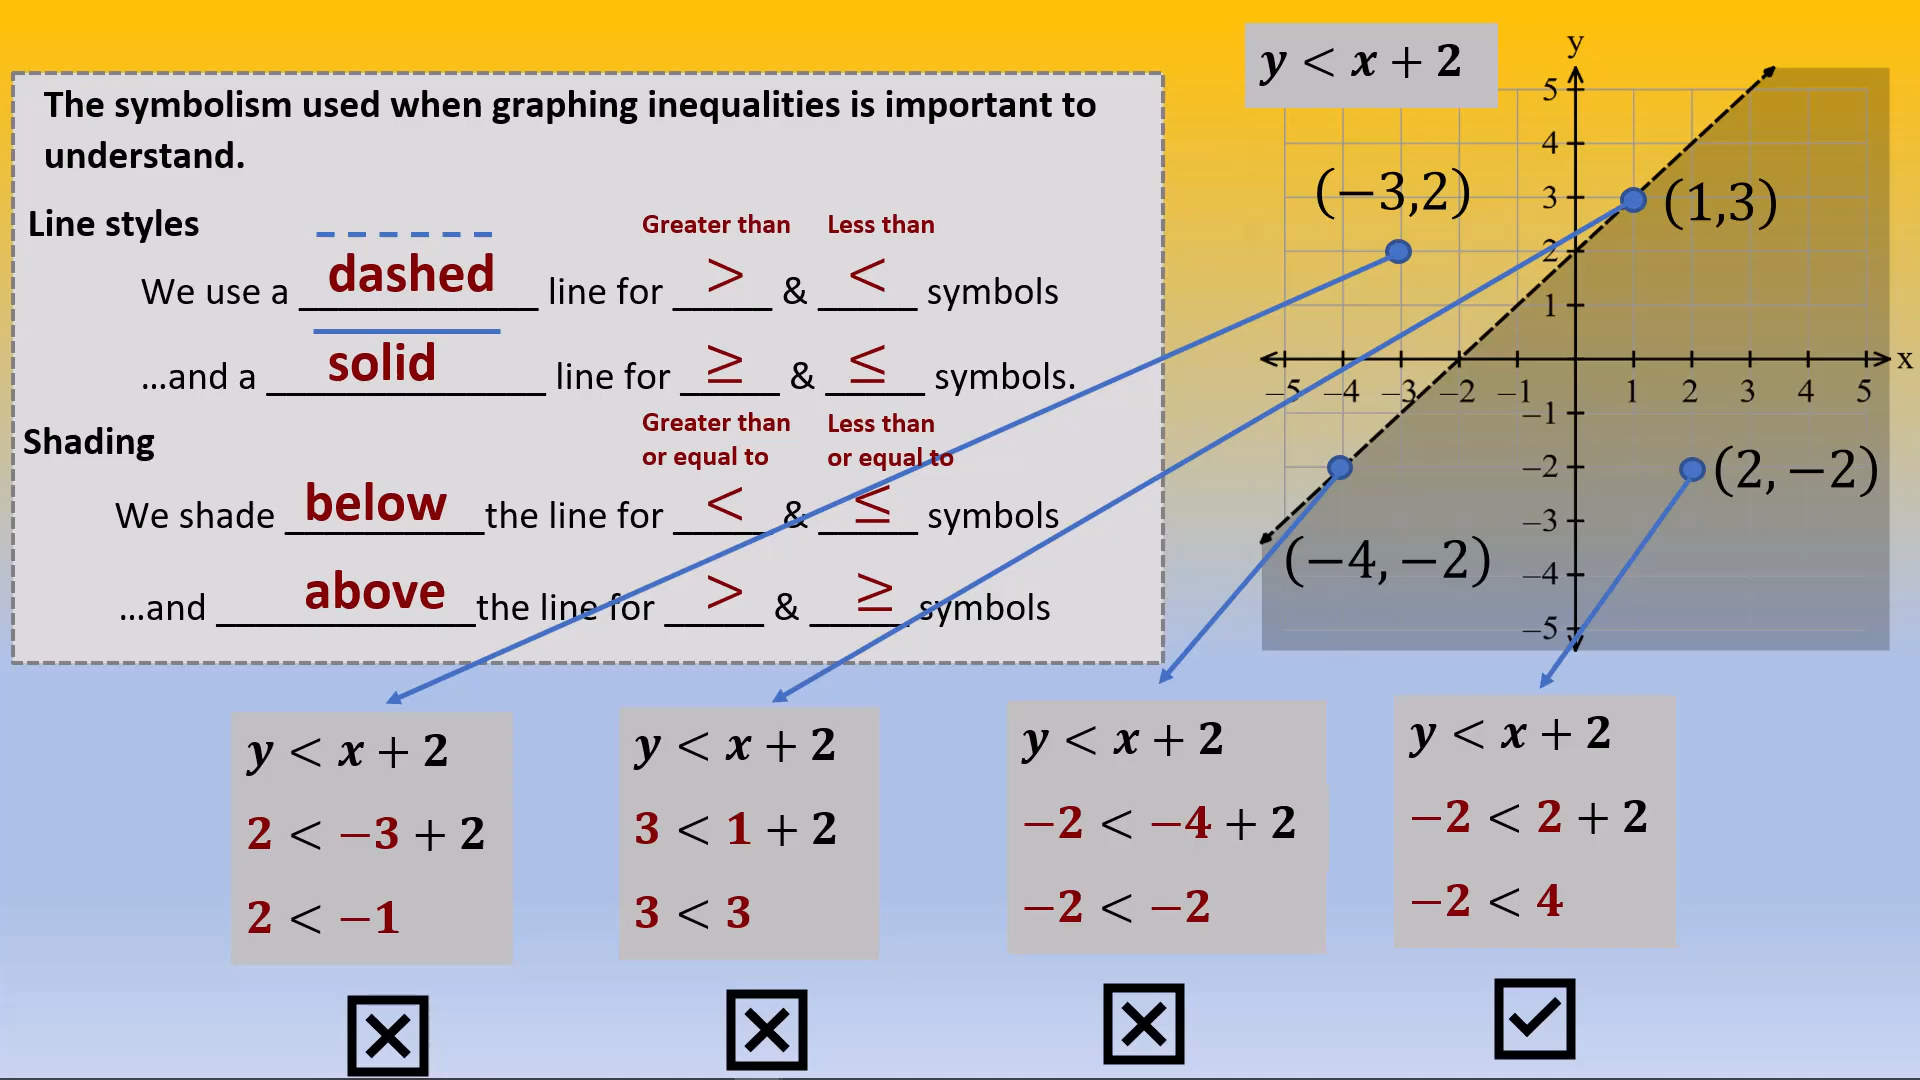 The symbolism used when graphing inequalities is important to
understand.
Line styles
Greater than Less than
We use a dashed line for > & < symbols
...and a solid line for ≥ & ≤ symbols.
Greater than
or equal to
Less than
or equal to
Shading
We shade below the line for < & ≤ symbols
...and above the line for > & ≥ symbols
y < x + 2
y
5
4
(−3,2)
3
(1,3)
2
1
x
−5 −4 −3 −2 −1 1 2 3 4 5
−1
−2
(2, −2)
−3
(−4, −2)
−4
−5
y < x + 2
2 < −3 + 2
2 < −1
y < x + 2
3 < 1 + 2
3 < 3
y < x + 2
−2 < −4 + 2
−2 < −2
y < x + 2
−2 < 2 + 2
−2 < 4